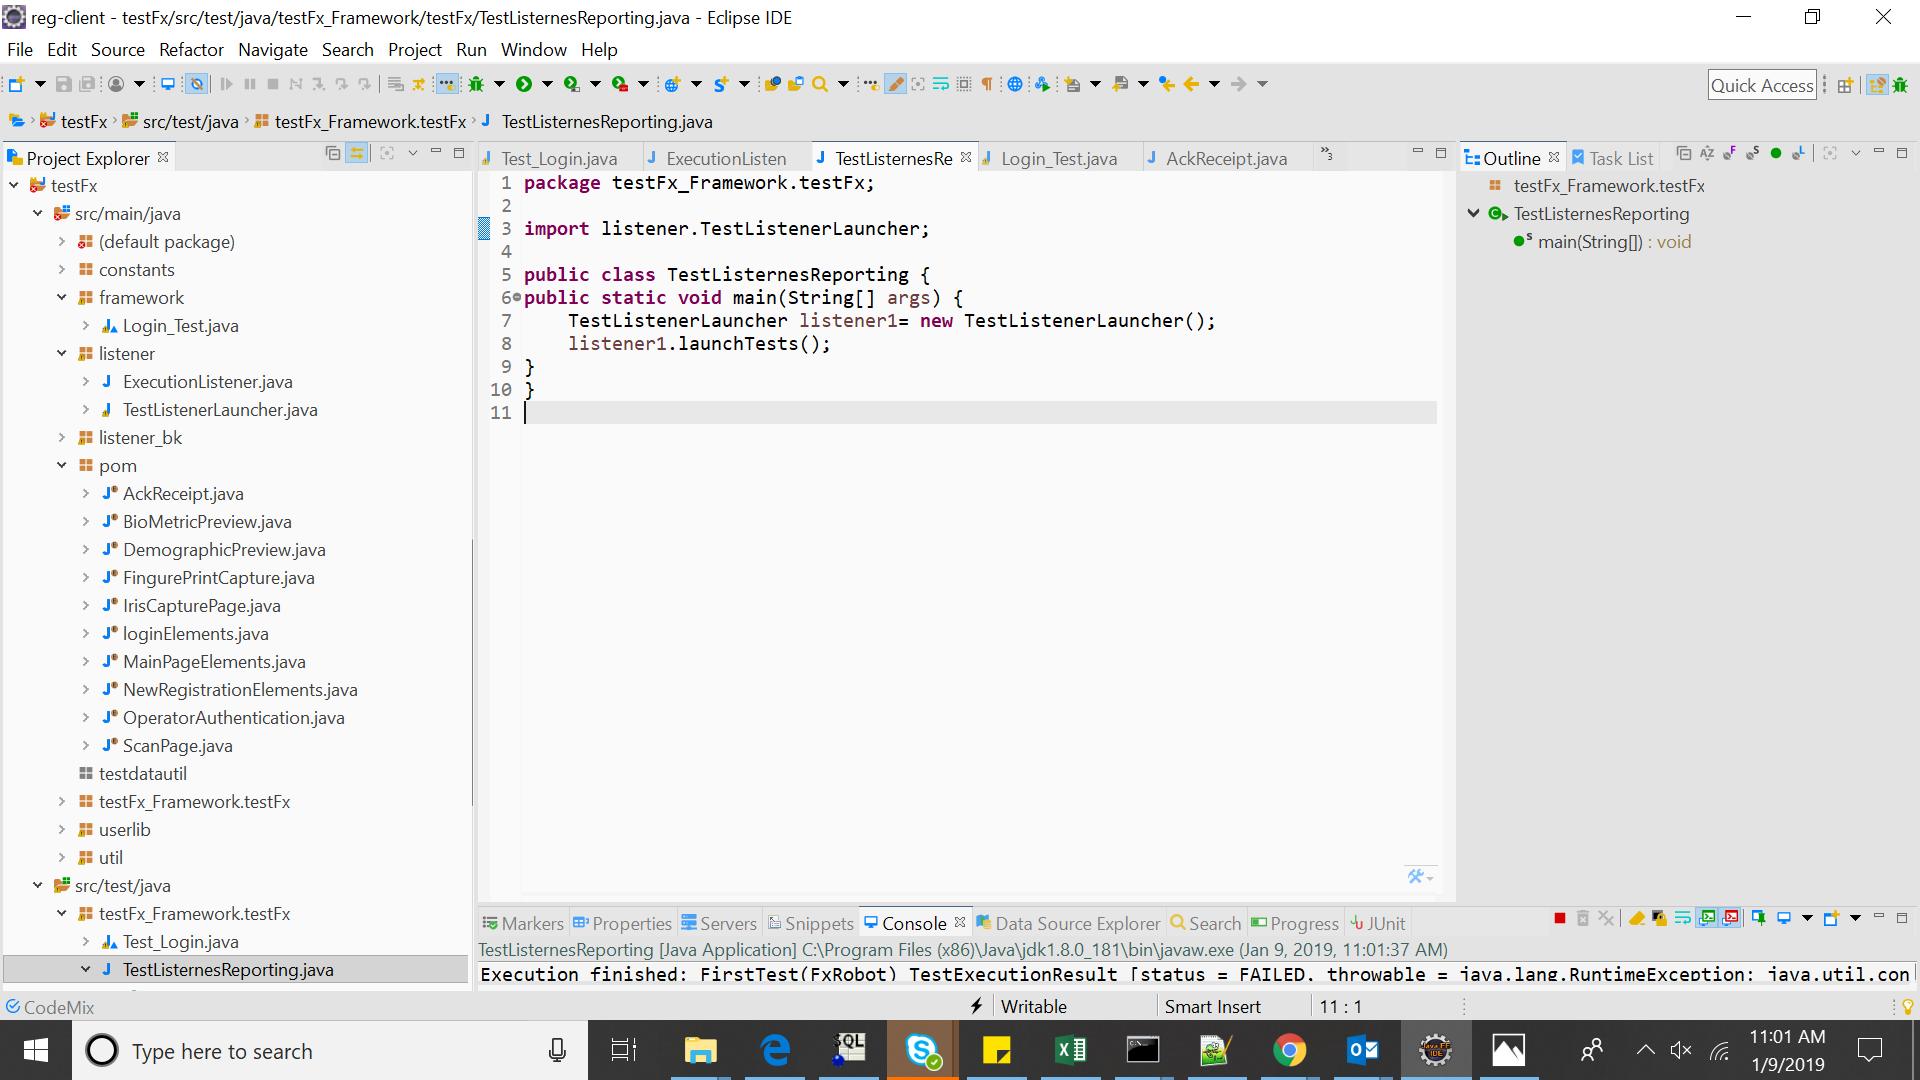 reg-client - testFx/src/test/java/testFx_Framework/testFx/TestListernesReporting.java - Eclipse IDE
File Edit Source Refactor Navigate Search Project Run Window Help
Quick Access
testFx src/test/java testFx_Framework.testFx TestListernesReporting.java
Project Explorer
testFx
src/main/java
(default package)
constants
framework
Login_Test.java
listener
ExecutionListener.java
TestListenerLauncher.java
listener_bk
pom
AckReceipt.java
BioMetricPreview.java
DemographicPreview.java
FingurePrintCapture.java
IrisCapturePage.java
loginElements.java
MainPageElements.java
NewRegistrationElements.java
OperatorAuthentication.java
ScanPage.java
testdatautil
testFx_Framework.testFx
userlib
util
src/test/java
testFx_Framework.testFx
Test_Login.java
TestListernesReporting.java
Test_Login.java ExecutionListen TestListernesRe Login_Test.java AckReceipt.java »3
1 package testFx_Framework.testFx;
2
3 import listener.TestListenerLauncher;
4
5 public class TestListernesReporting {
6 public static void main(String[] args) {
7 TestListenerLauncher listener1= new TestListenerLauncher();
8 listener1.launchTests();
9 }
10 }
11
Outline Task List
testFx_Framework.testFx
TestListernesReporting
main(String[]) : void
Markers Properties Servers Snippets Console Data Source Explorer Search Progress JUnit
TestListernesReporting [Java Application] C:\Program Files (x86)\Java\jdk1.8.0_181\bin\javaw.exe (Jan 9, 2019, 11:01:37 AM)
Execution finished: FirstTest(FxRobot) TestExecutionResult [status = FAILED, throwable = java.lang.RuntimeException: java.util.con
CodeMix Writable Smart Insert 11 : 1
Type here to search
SQL
Java EE
IDE
11:01 AM
1/9/2019